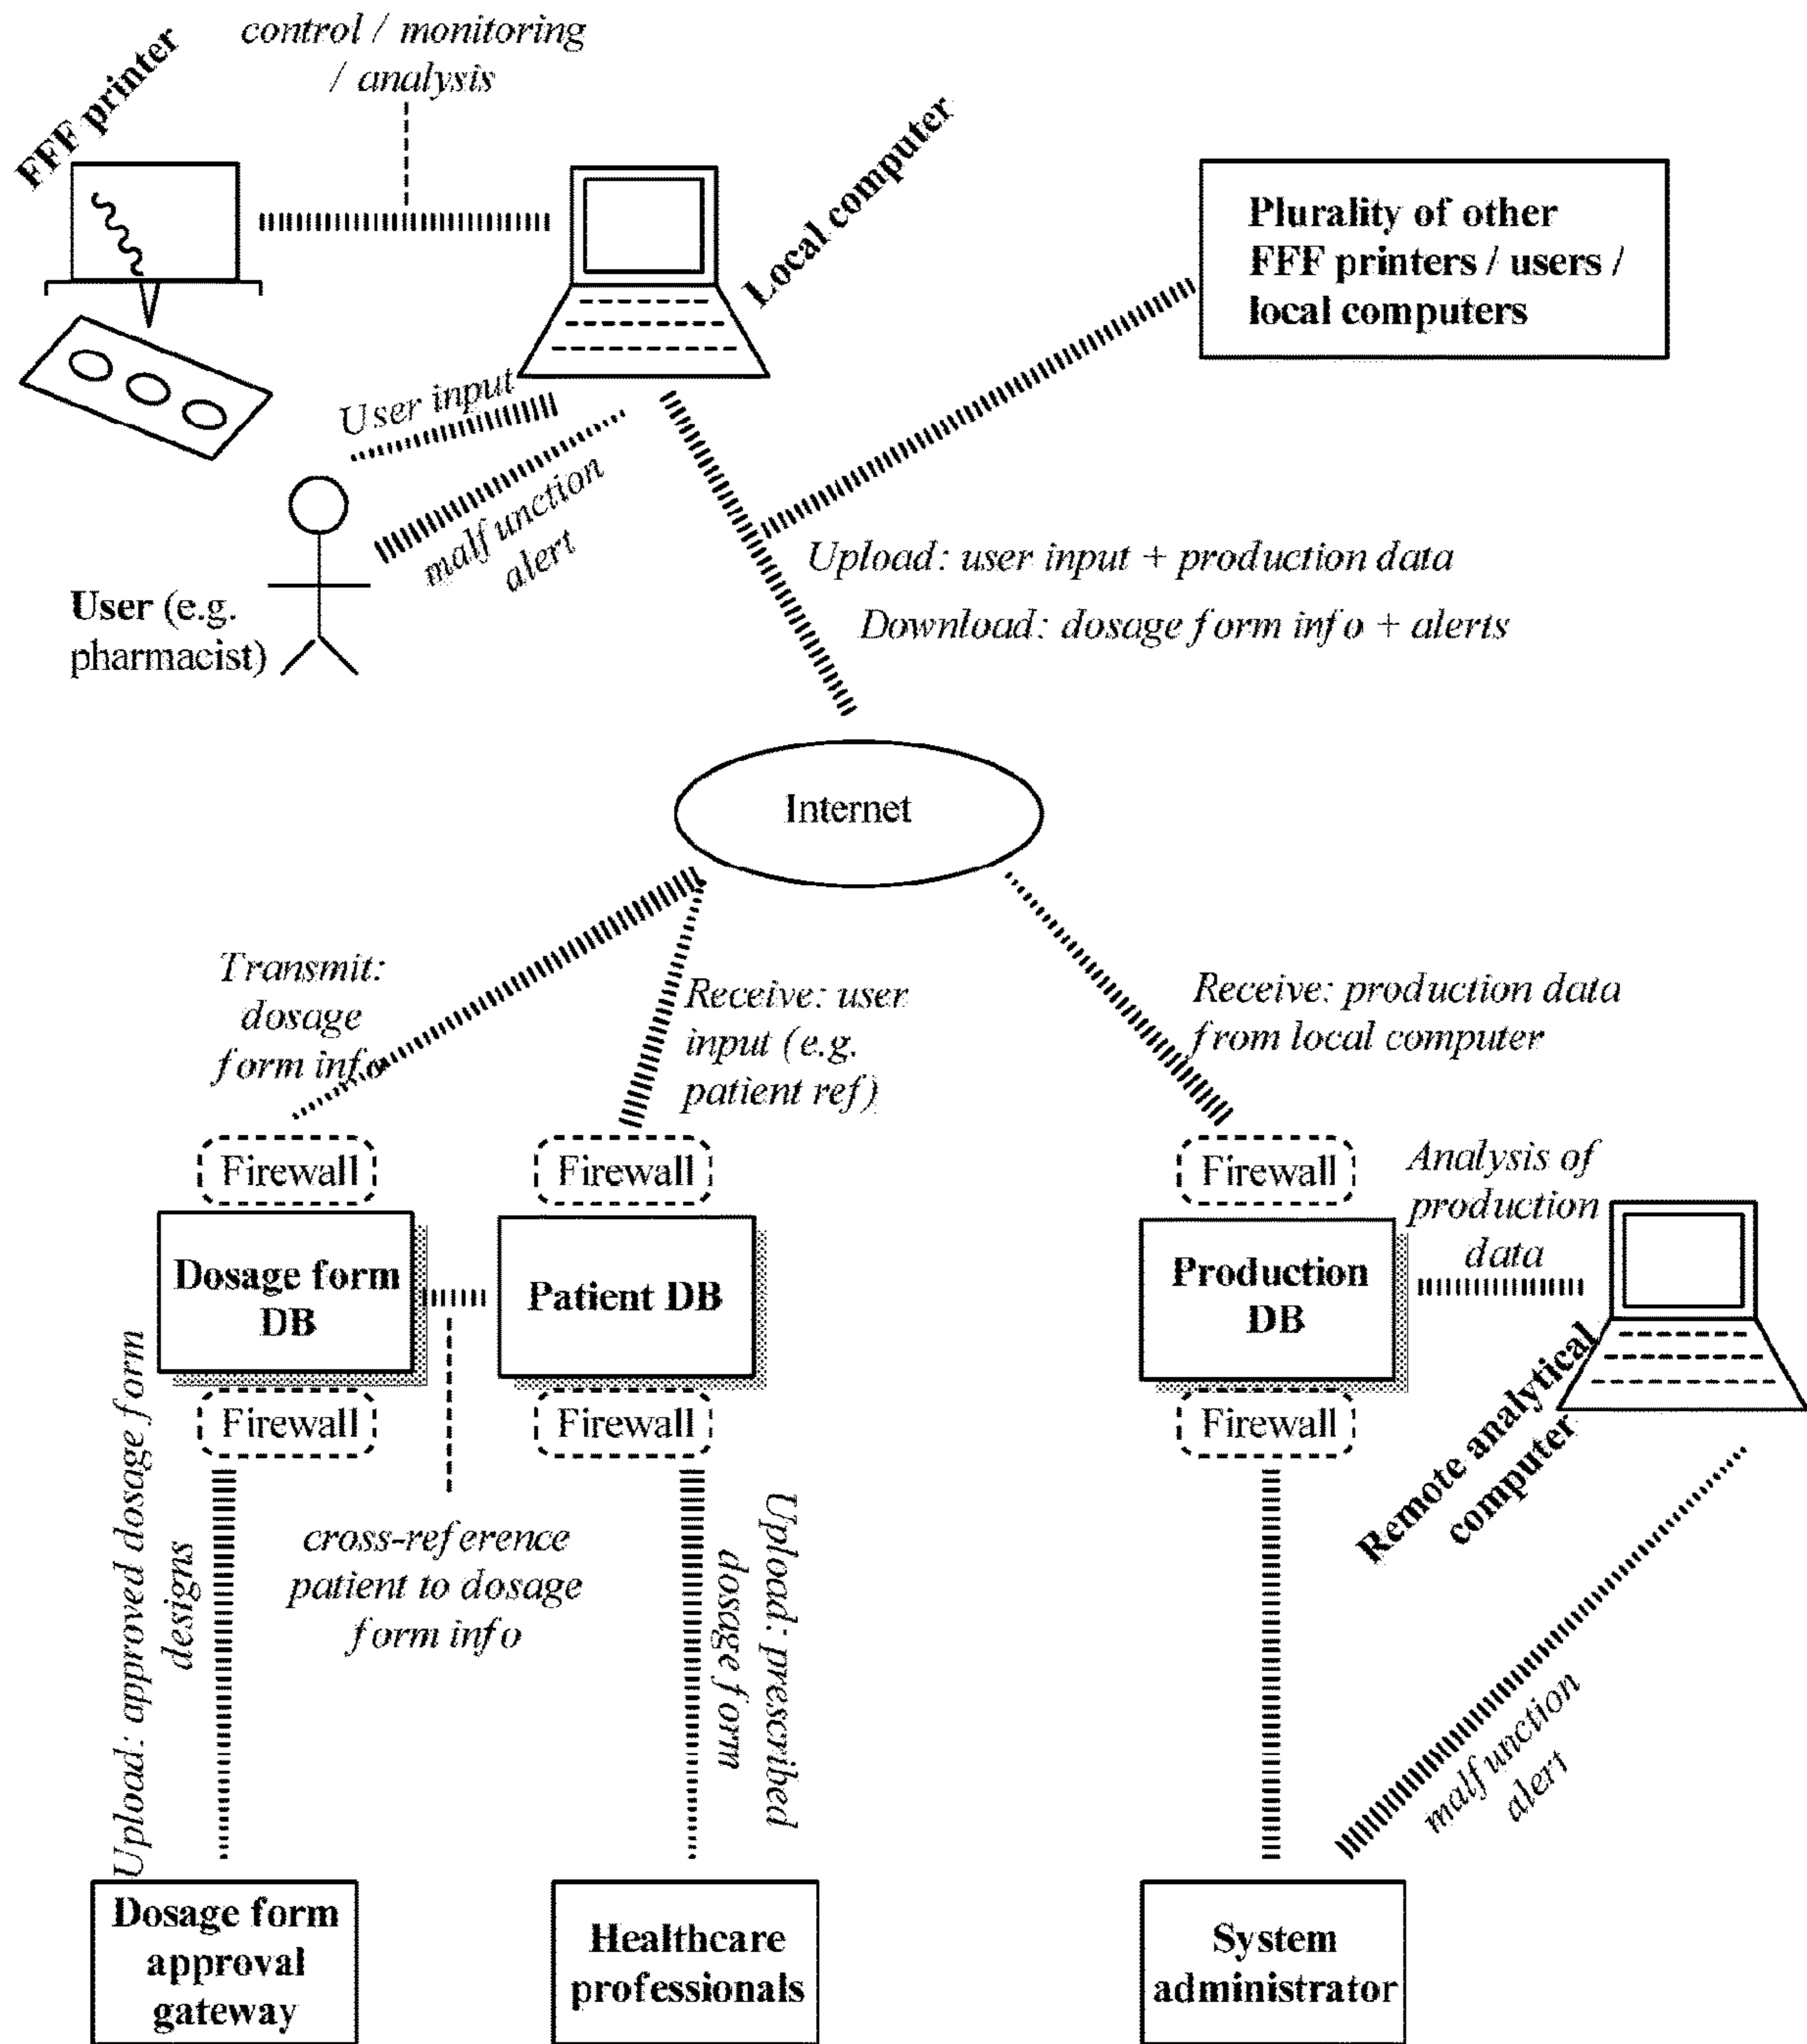 control / monitoring
/ analysis
FFF printer
Local computer
Plurality of other
FFF printers / users /
local computers
User input
malfunction
alert
User (e.g.
pharmacist)
Upload: user input + production data
Download: dosage form info + alerts
Internet
Transmit:
dosage
form info
Receive: user
input (e.g.
patient ref)
Receive: production data
from local computer
Firewall
Firewall
Firewall
Analysis of
production
data
Dosage form
DB
Patient DB
Production
DB
Remote analytical
computer
Firewall
Firewall
Firewall
Upload: approved dosage form
designs
cross-reference
patient to dosage
form info
Upload: prescribed
dosage form
malfunction
alert
Dosage form
approval
gateway
Healthcare
professionals
System
administrator